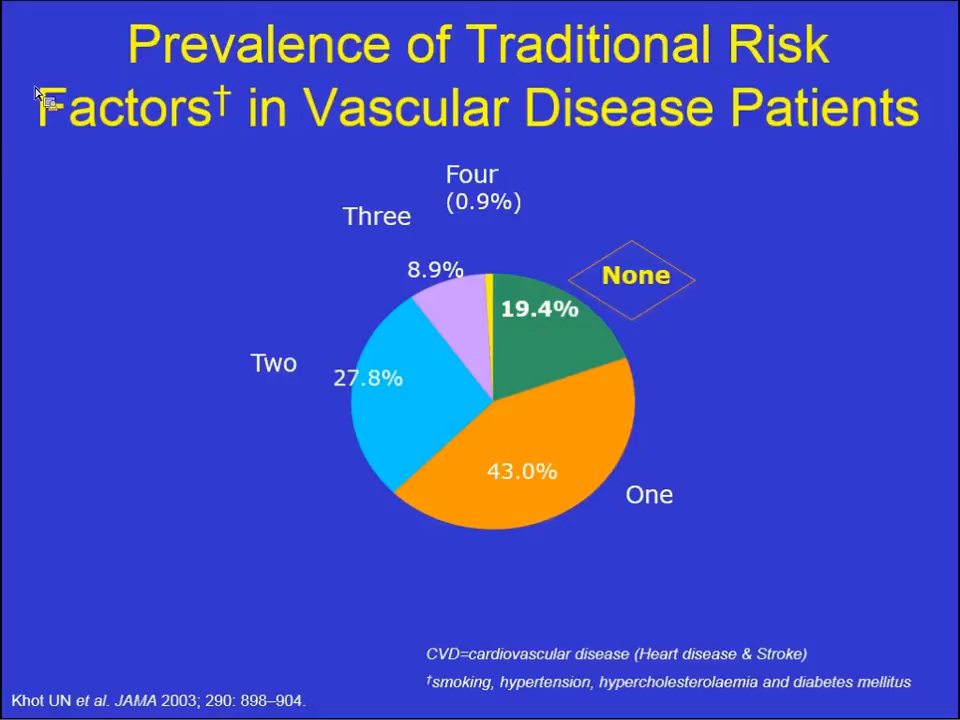 Prevalence of Traditional Risk
Factors† in Vascular Disease Patients
Four
(0.9%)
Three
8.9%
None
19.4%
Two
27.8%
43.0%
One
CVD=cardiovascular disease (Heart disease & Stroke)
†smoking, hypertension, hypercholesterolaemia and diabetes mellitus
Khot UN et al. JAMA 2003; 290: 898–904.